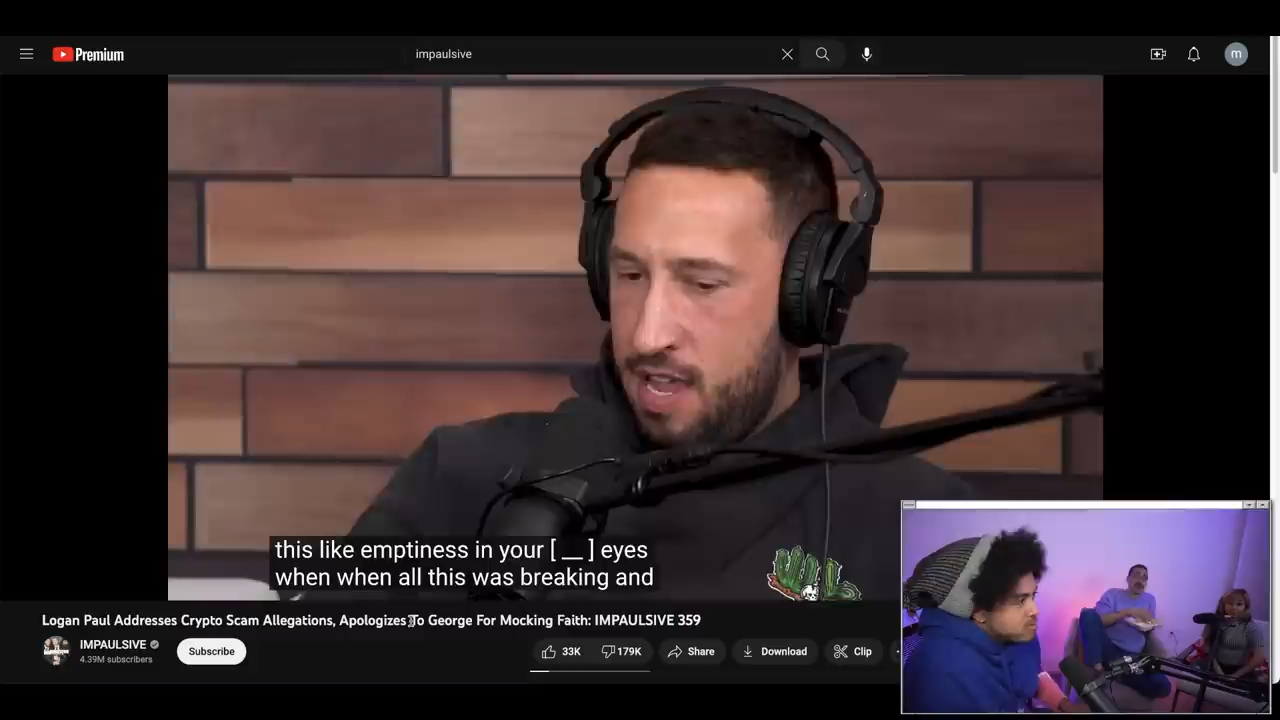 Premium
impaulsive
m
this like emptiness in your [ __ ] eyes
when when all this was breaking and
Logan Paul Addresses Crypto Scam Allegations, Apologizes To George For Mocking Faith: IMPAULSIVE 359
IMPAULSIVE
4.39M subscribers
Subscribe
33K
179K
Share
Download
Clip